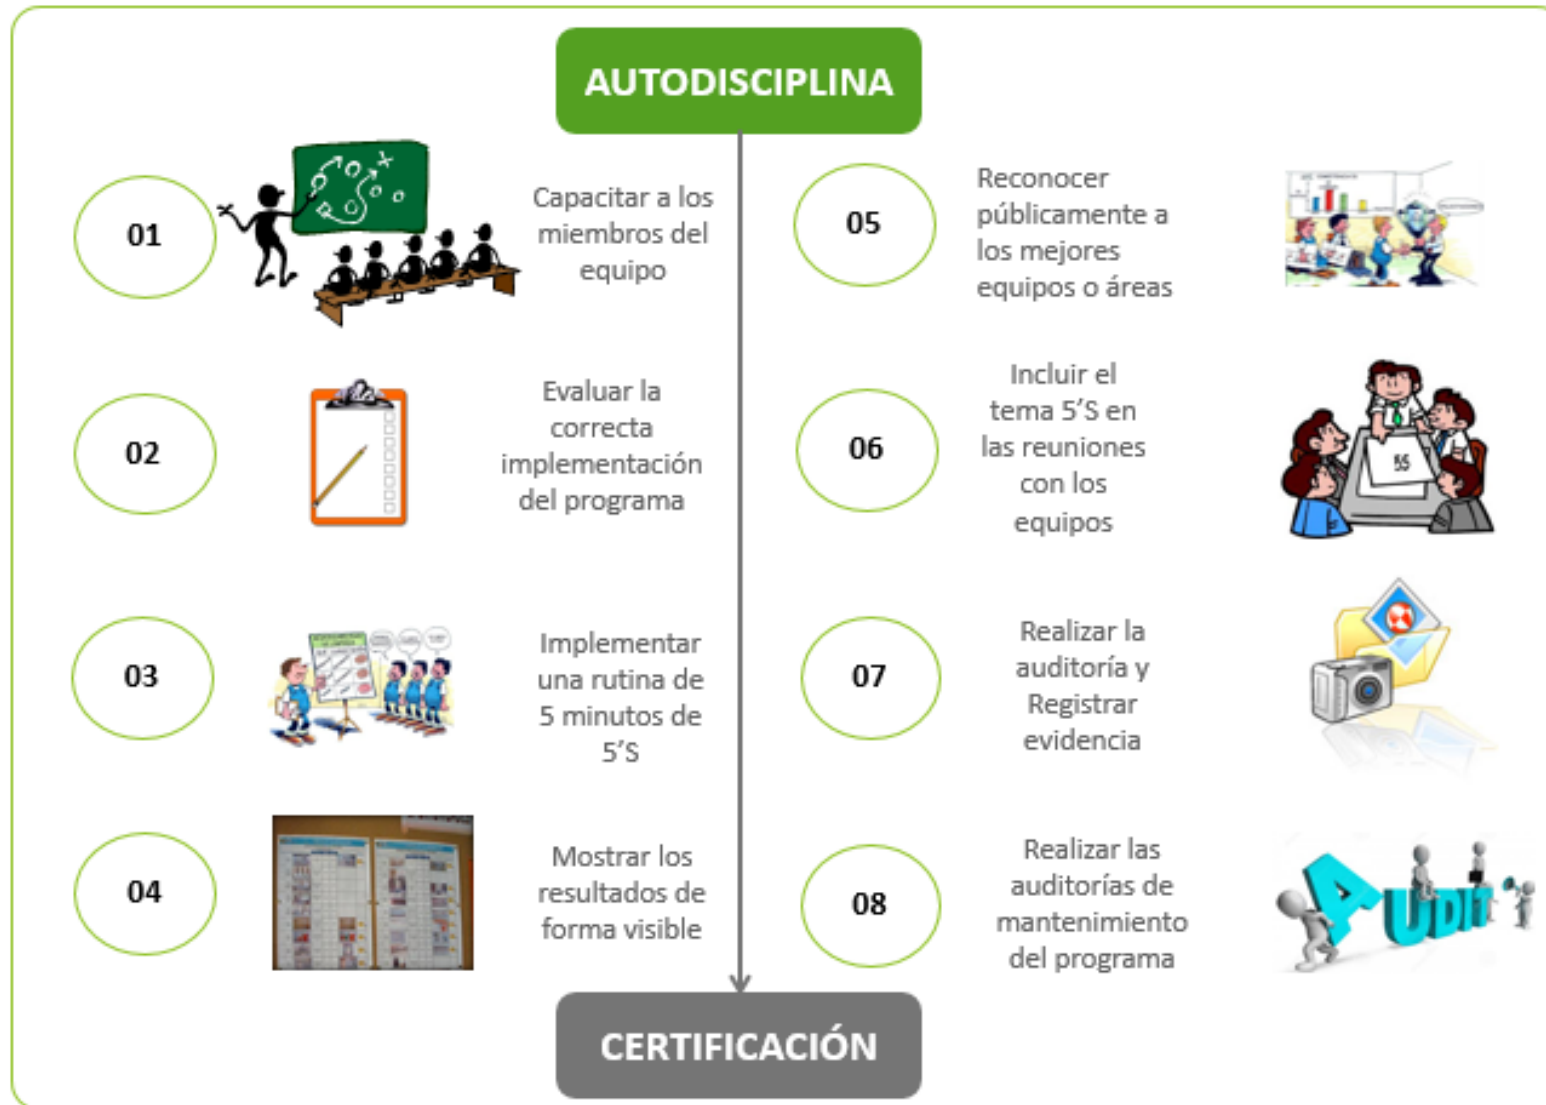 AUTODISCIPLINA
01
Capacitar a los
miembros del
equipo
02
Evaluar la
correcta
implementación
del programa
03
Implementar
una rutina de
5 minutos de
5’S
04
Mostrar los
resultados de
forma visible
05
Reconocer
públicamente a
los mejores
equipos o áreas
06
Incluir el
tema 5’S en
las reuniones
con los
equipos
5S
07
Realizar la
auditoría y
Registrar
evidencia
08
Realizar las
auditorías de
mantenimiento
del programa
AUDIT
CERTIFICACIÓN